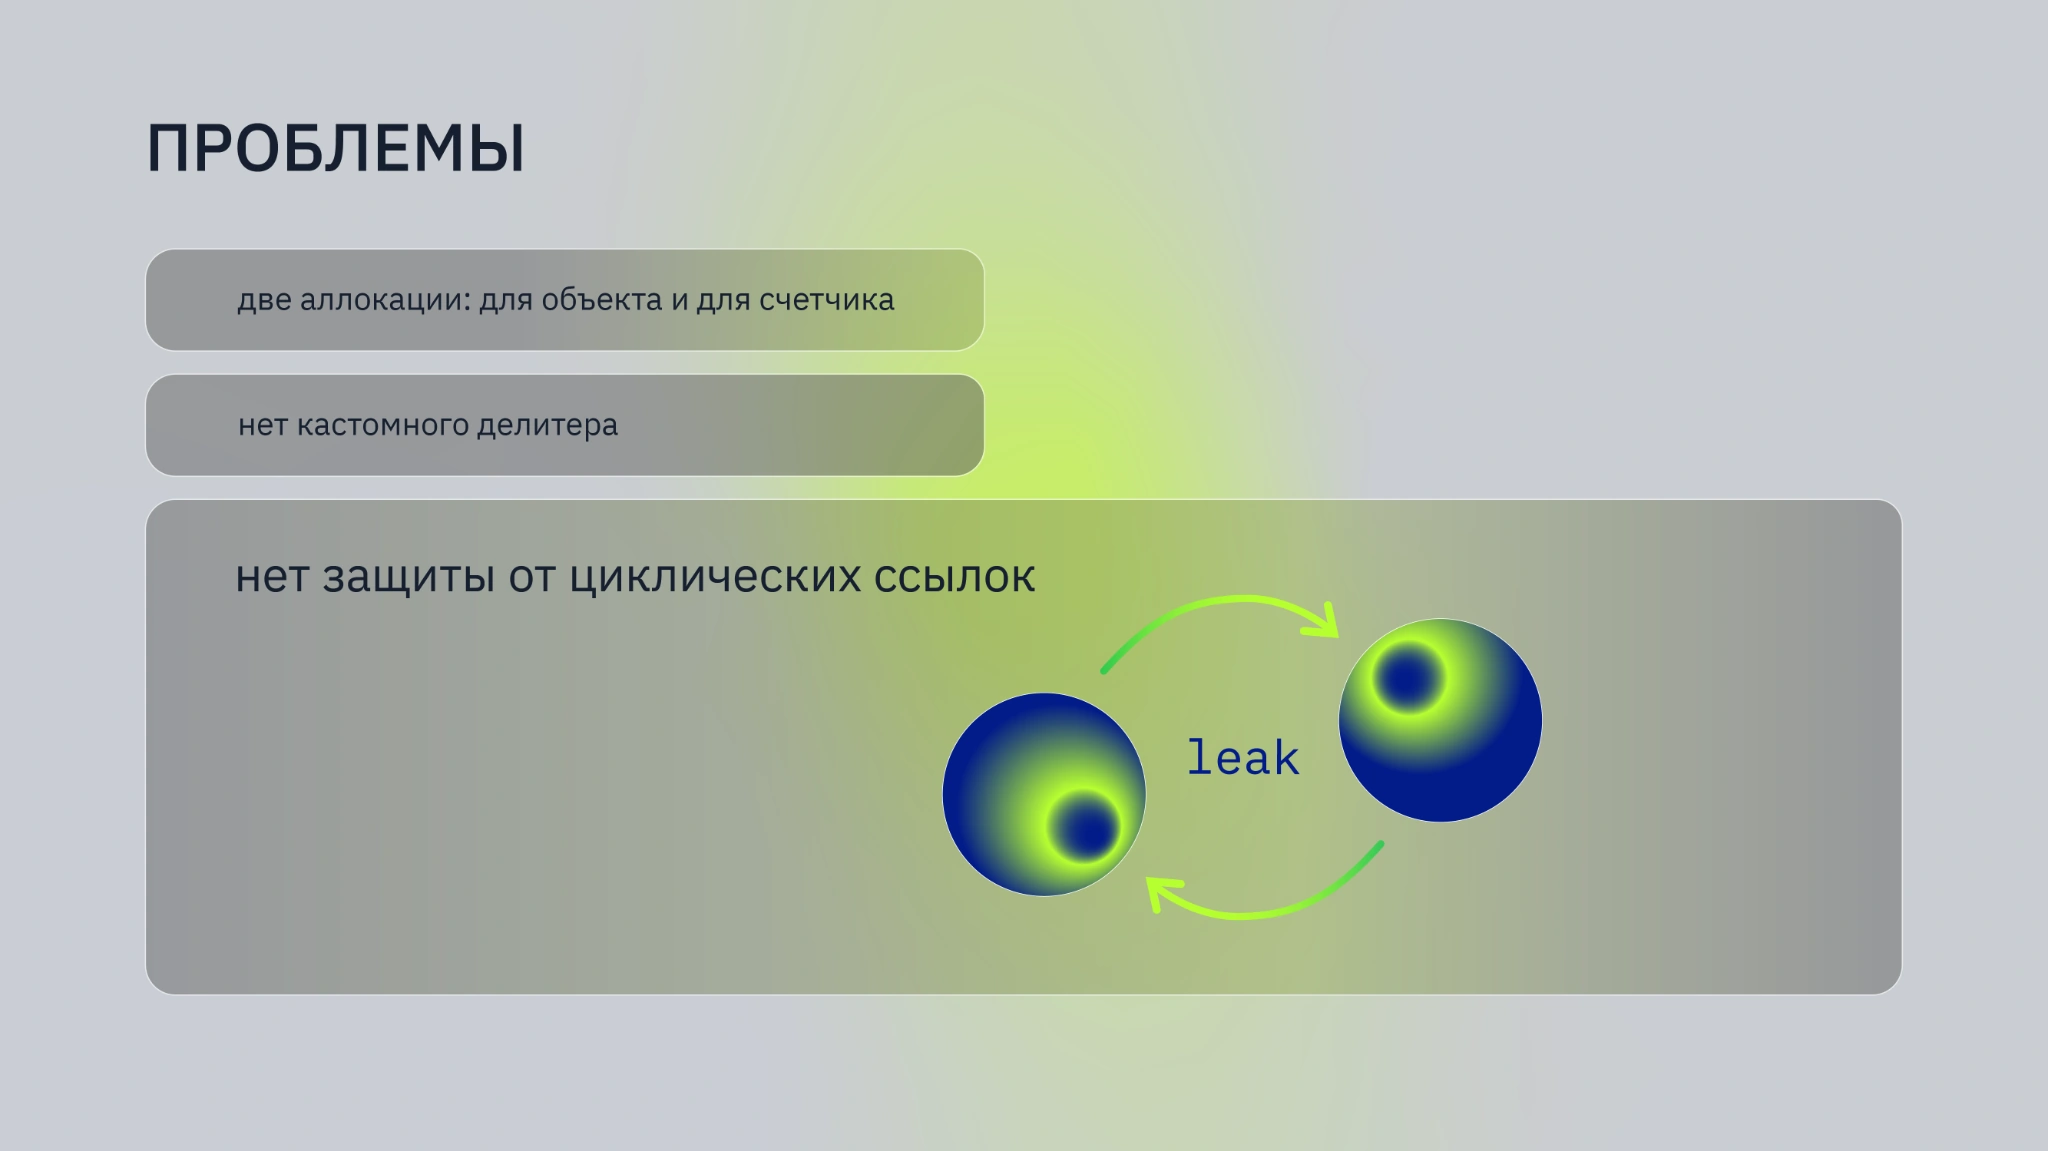 ПРОБЛЕМЫ
две аллокации: для объекта и для счетчика
нет кастомного делитера
нет защиты от циклических ссылок
leak